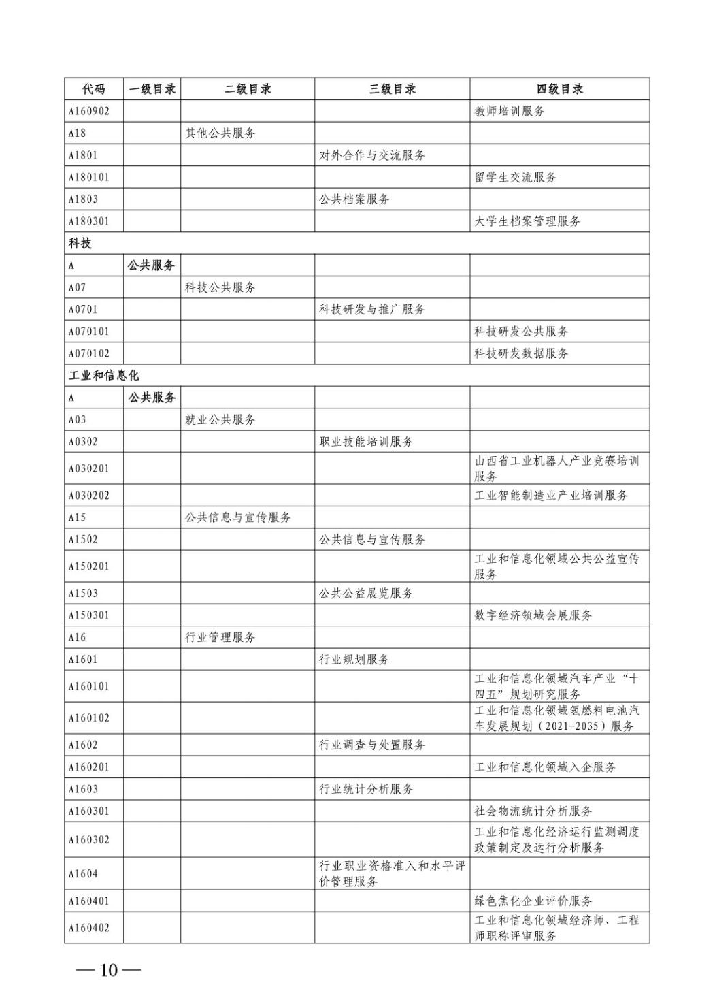 代码 一级目录 二级目录 三级目录 四级目录
A160902 教师培训服务
A18 其他公共服务
A1801 对外合作与交流服务
A180101 留学生交流服务
A1803 公共档案服务
A180301 大学生档案管理服务
科技
A 公共服务
A07 科技公共服务
A0701 科技研发与推广服务
A070101 科技研发公共服务
A070102 科技研发数据服务
工业和信息化
A 公共服务
A03 就业公共服务
A0302 职业技能培训服务
A030201 山西省工业机器人产业竞赛培训
服务
A030202 工业智能制造业产业培训服务
A15 公共信息与宣传服务
A1502 公共信息与宣传服务
A150201 工业和信息化领域公共公益宣传
服务
A1503 公共公益展览服务
A150301 数字经济领域会展服务
A16 行业管理服务
A1601 行业规划服务
A160101 工业和信息化领域汽车产业“十
四五”规划研究服务
A160102 工业和信息化领域氢燃料电池汽
车发展规划（2021-2035）服务
A1602 行业调查与处置服务
A160201 工业和信息化领域入企服务
A1603 行业统计分析服务
A160301 社会物流统计分析服务
A160302 工业和信息化经济运行监测调度
政策制定及运行分析服务
A1604 行业职业资格准入和水平评
价管理服务
A160401 绿色焦化企业评价服务
A160402 工业和信息化领域经济师、工程
师职称评审服务
— 10 —